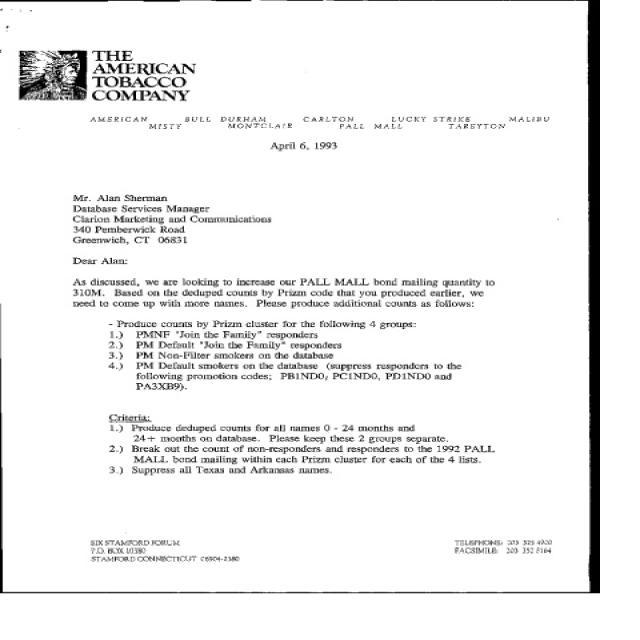 THE
AMERICAN
TOBACCO
COMPANY
AMERICAN BULL DURHAM CARLTON LUCKY STRIKE MALIBU
MISTY MONTCLAIR PALL MALL TAREYTON
April 6, 1993
Mr. Alan Sherman
Database Services Manager
Clarion Marketing and Communications
340 Pemberwick Road
Greenwich, CT 06831
Dear Alan:
As discussed, we are looking to increase our PALL MALL bond mailing quantity to
310M. Based on the deduped counts by Prizm code that you produced earlier, we
need to come up with more names. Please produce additional counts as follows:
- Produce counts by Prizm cluster for the following 4 groups:
1.) PMNF "Join the Family" responders
2.) PM Default "Join the Family" responders
3.) PM Non-Filter smokers on the database
4.) PM Default smokers on the database (suppress responders to the
following promotion codes; PB1ND0, PC1ND0, PD1ND0 and
PA3XB9).
Criteria:
1.) Produce deduped counts for all names 0 - 24 months and
24+ months on database. Please keep these 2 groups separate.
2.) Break out the count of non-responders and responders to the 1992 PALL
MALL bond mailing within each Prizm cluster for each of the 4 lists.
3.) Suppress all Texas and Arkansas names.
SIX STAMFORD FORUM
P.O. BOX 10380
STAMFORD CONNECTICUT 06904-2380
TELEPHONE: 203 325 4900
FACSIMILE: 203 352 8164